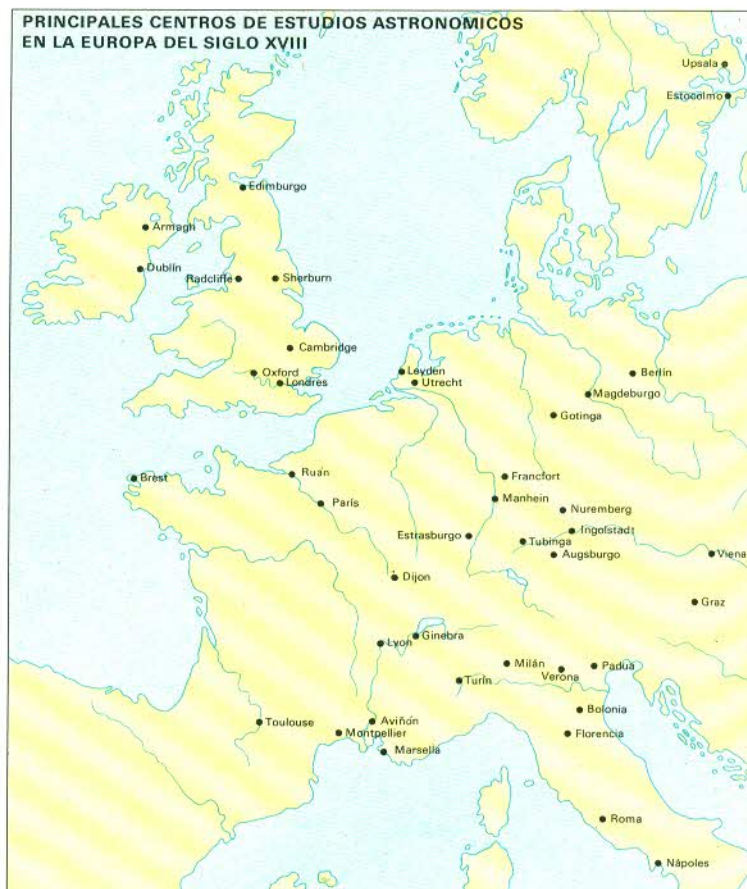 PRINCIPALES CENTROS DE ESTUDIOS ASTRONOMICOS
EN LA EUROPA DEL SIGLO XVIII
Upsala
Estocolmo
Edimburgo
Armagh
Dublín
Radcliffe
Sherburn
Cambridge
Oxford
Londres
Leyden
Utrecht
Berlín
Magdeburgo
Gotinga
Brest
Ruán
París
Francfort
Manhein
Nuremberg
Estrasburgo
Ingolstadt
Tubinga
Augsburgo
Viena
Dijon
Graz
Lyon
Ginebra
Milán
Verona
Padua
Turín
Bolonia
Toulouse
Aviñón
Montpellier
Florencia
Marsella
Roma
Nápoles